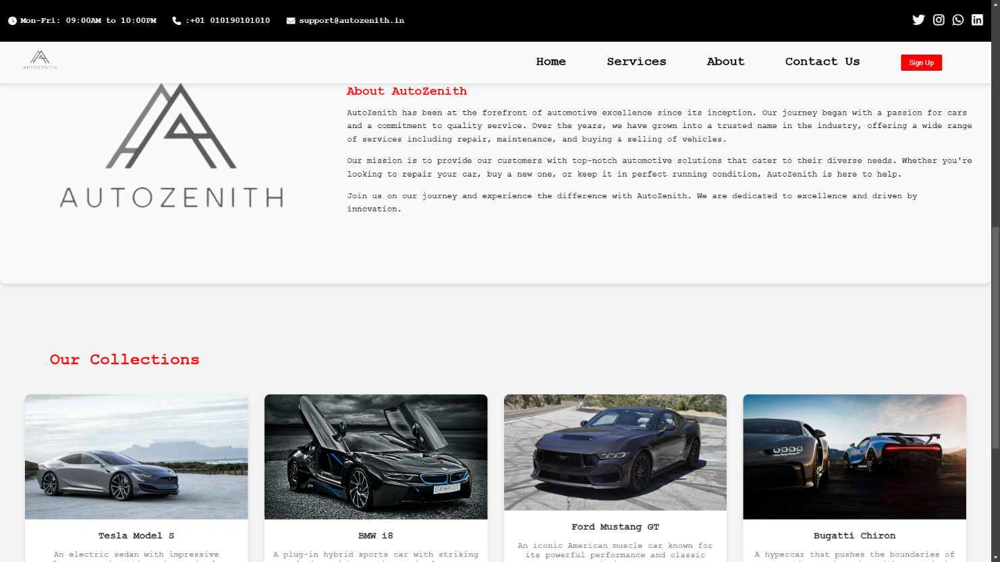 Mon-Fri: 09:00AM to 10:00PM
:+01 010190101010
support@autozenith.in
AUTOZENITH
Home
Services
About
Contact Us
Sign Up
AUTOZENITH
About AutoZenith
AutoZenith has been at the forefront of automotive excellence since its inception. Our journey began with a passion for cars
and a commitment to quality service. Over the years, we have grown into a trusted name in the industry, offering a wide range
of services including repair, maintenance, and buying & selling of vehicles.
Our mission is to provide our customers with top-notch automotive solutions that cater to their diverse needs. Whether you're
looking to repair your car, buy a new one, or keep it in perfect running condition, AutoZenith is here to help.
Join us on our journey and experience the difference with AutoZenith. We are dedicated to excellence and driven by
innovation.
Our Collections
Tesla Model S
An electric sedan with impressive
BMW i8
A plug-in hybrid sports car with striking
Ford Mustang GT
An iconic American muscle car known for
its powerful performance and classic
Bugatti Chiron
A hypercar that pushes the boundaries of